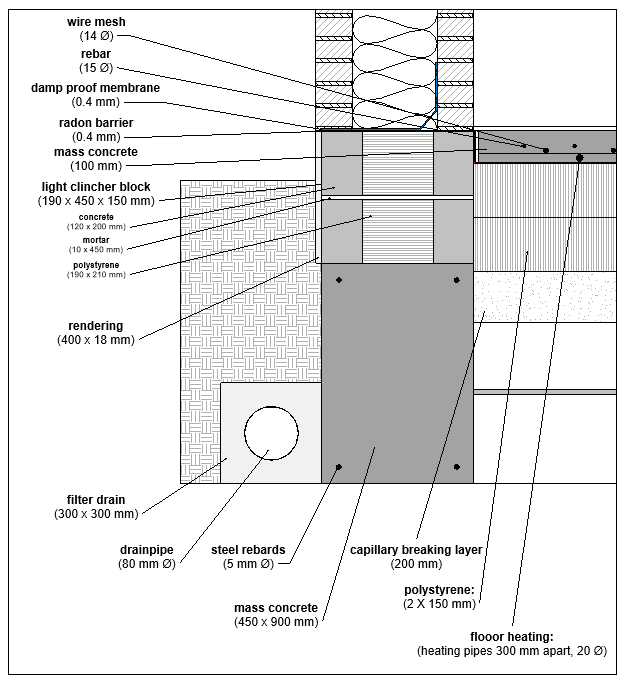 wire mesh
(14 Ø)
rebar
(15 Ø)
damp proof membrane
(0.4 mm)
radon barrier
(0.4 mm)
mass concrete
(100 mm)
light clincher block
(190 x 450 x 150 mm)
concrete
(120 x 200 mm)
mortar
(10 x 450 mm)
polystyrene
(190 x 210 mm)
rendering
(400 x 18 mm)
filter drain
(300 x 300 mm)
drainpipe
(80 mm Ø)
steel rebards
(5 mm Ø)
mass concrete
(450 x 900 mm)
capillary breaking layer
(200 mm)
polystyrene:
(2 X 150 mm)
flooor heating:
(heating pipes 300 mm apart, 20 Ø)